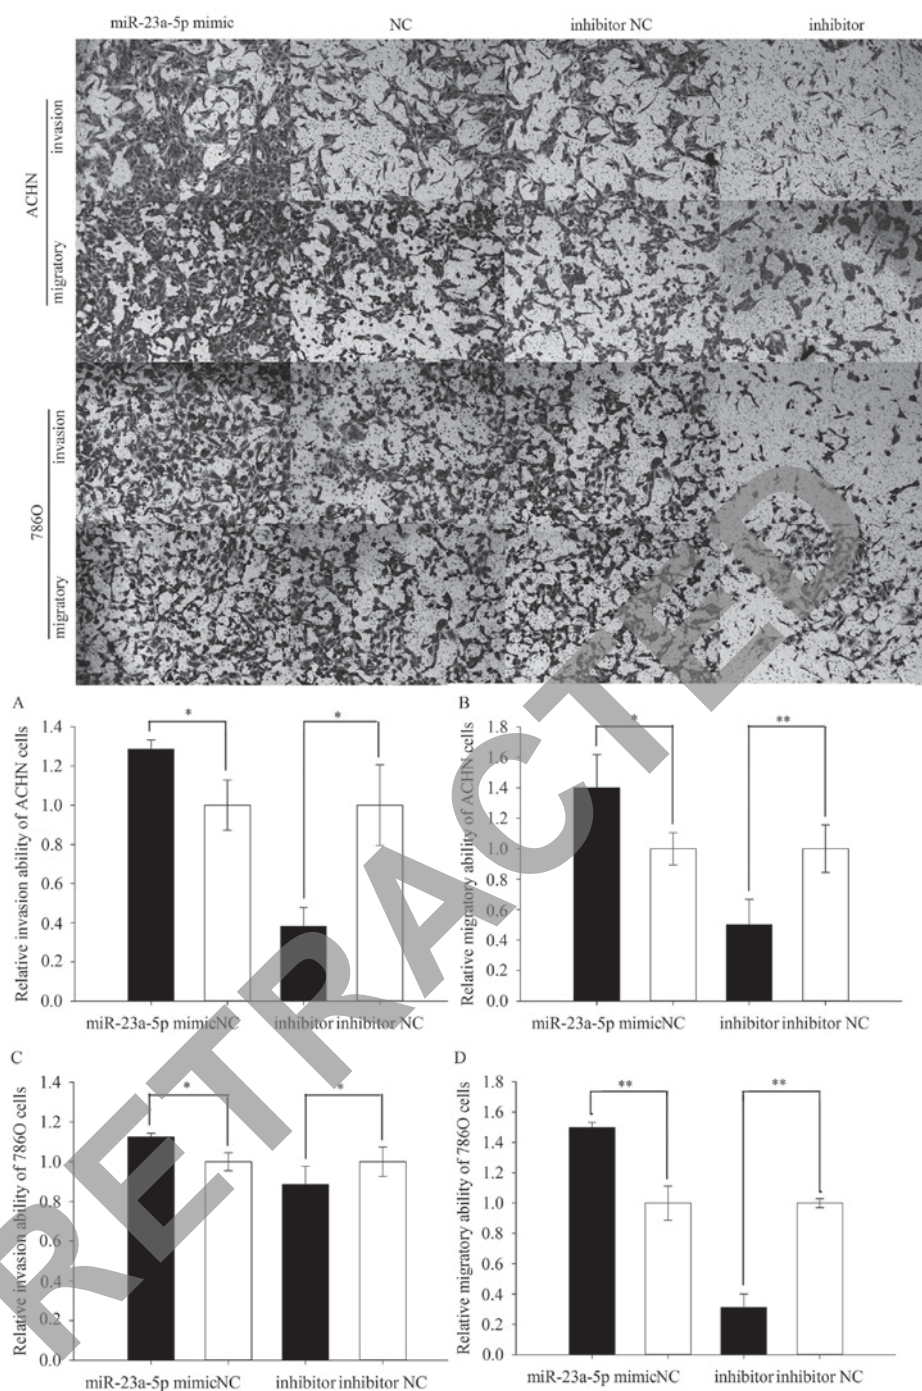 miR-23a-5p mimic NC inhibitor NC inhibitor
ACHN
invasion
migratory
786O
invasion
migratory
RETRACTED
A
Relative invasion ability of ACHN cells
1.4
1.2
1.0
0.8
0.6
0.4
0.2
0.0
* *
miR-23a-5p mimicNC inhibitor inhibitor NC
B
Relative migratory ability of ACHN cells
1.8
1.6
1.4
1.2
1.0
0.8
0.6
0.4
0.2
0.0
* **
miR-23a-5p mimicNC inhibitor inhibitor NC
C
Relative invasion ability of 786O cells
1.4
1.2
1.0
0.8
0.6
0.4
0.2
0.0
* *
miR-23a-5p mimicNC inhibitor inhibitor NC
D
Relative migratory ability of 786O cells
1.8
1.6
1.4
1.2
1.0
0.8
0.6
0.4
0.2
0.0
** **
miR-23a-5p mimicNC inhibitor inhibitor NC